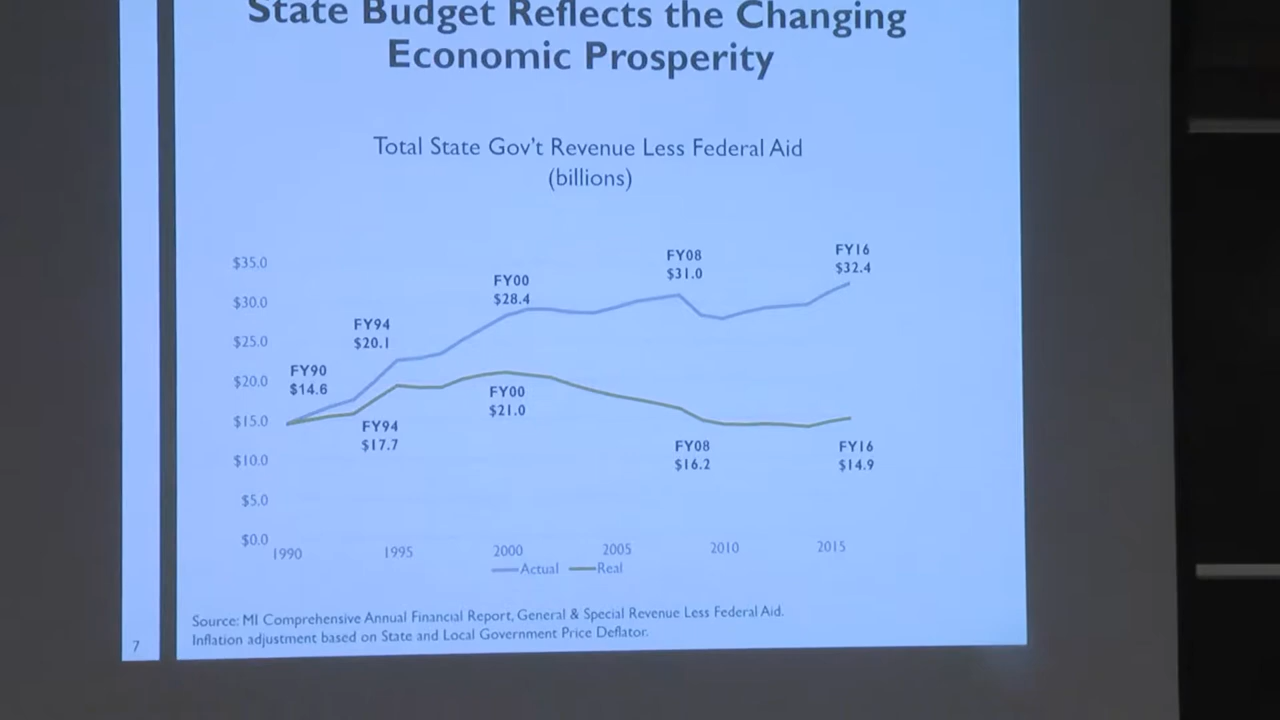 State Budget Reflects the Changing
Economic Prosperity
Total State Gov't Revenue Less Federal Aid
(billions)
$35.0
$30.0
$25.0
$20.0
$15.0
$10.0
$5.0
$0.0
FY90
$14.6
FY94
$20.1
FY00
$28.4
FY08
$31.0
FY16
$32.4
FY94
$17.7
FY00
$21.0
FY08
$16.2
FY16
$14.9
1990 1995 2000 2005 2010 2015
Actual Real
Source: MI Comprehensive Annual Financial Report, General & Special Revenue Less Federal Aid.
Inflation adjustment based on State and Local Government Price Deflator.
7